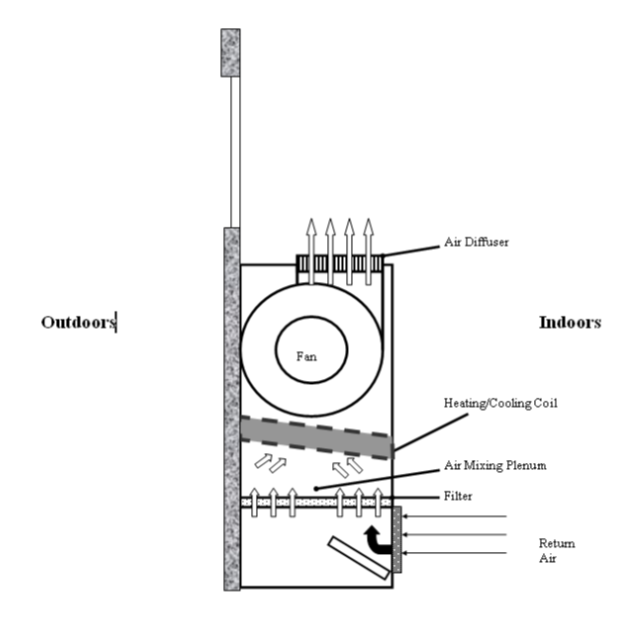 Air Diffuser
Outdoors
Indoors
Fan
Heating/Cooling Coil
Air Mixing Plenum
Filter
Return
Air